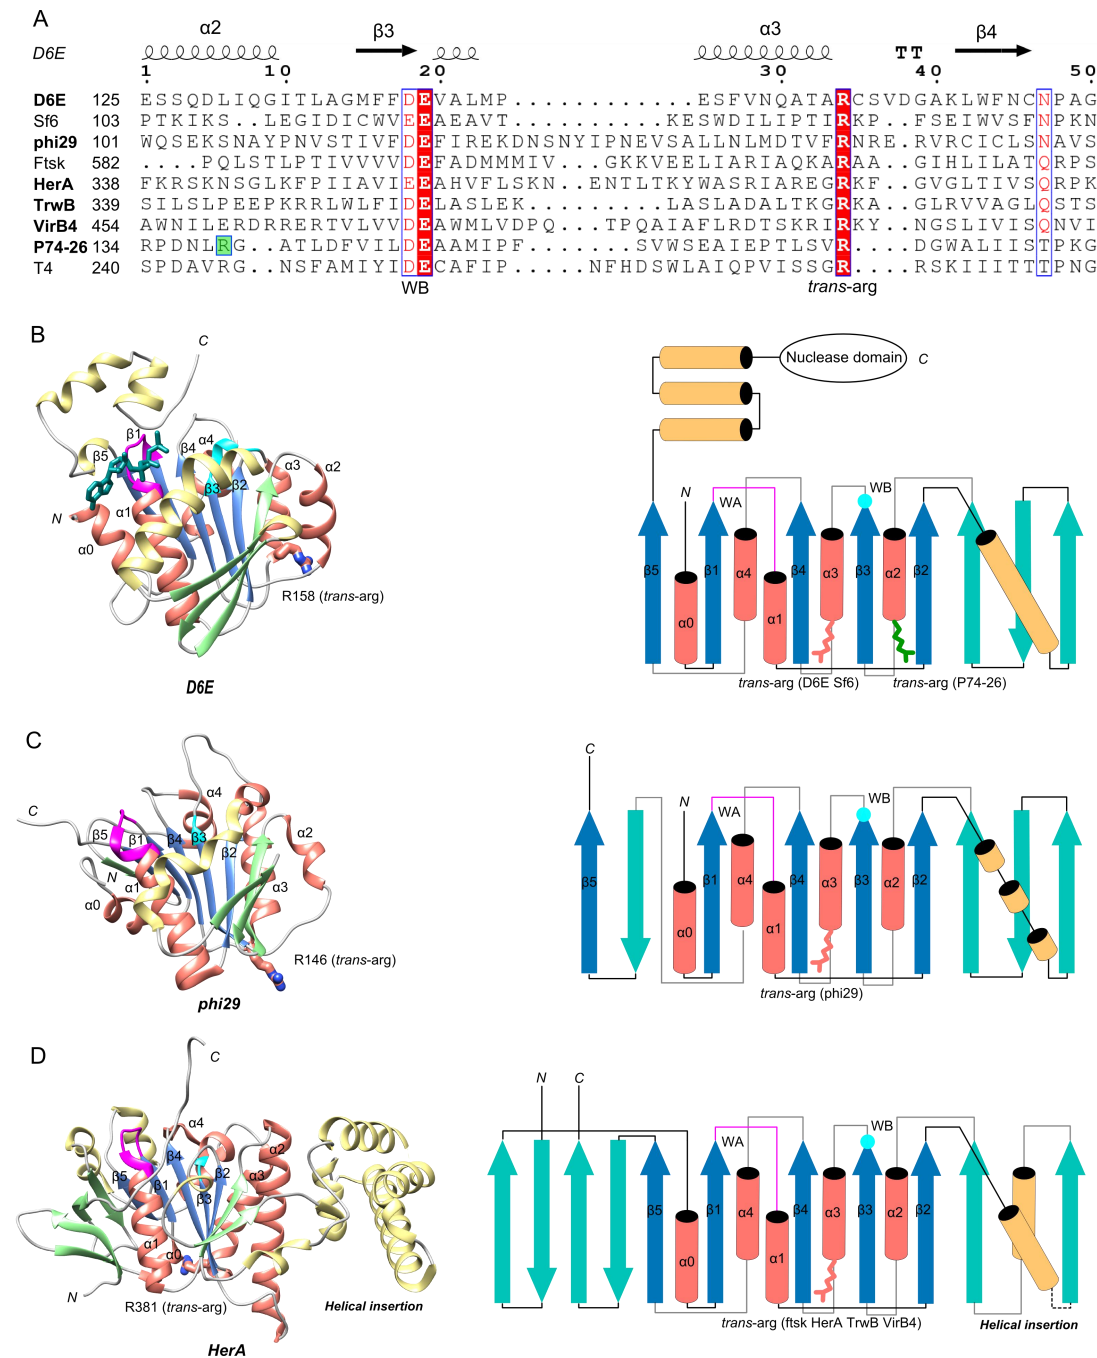 A
α2 β3 α3 β4
D6E TT
1 10 20 30 40 50
D6E 125 ESSQDLIQGITLAGMFFDEVALMP............ESFVNQATARCSVDGAKLWFNCNPAG
Sf6 103 PTKIKS..LEGIDICWVEEAEAVT..........KESWDILIPTIRKP..FSEIWVSFNPKN
phi29 101 WQSEKSYPNVSTIVFDEFIREKDNSNYIPNEVSALLNLMDTVFRNRE.RVRCICLSNAVS
Ftsk 582 ....PQLSTLPTIVVVVDEFADMMMIV...GKKVEELIARIAQKARAA..GIHLILATQRPS
HerA 338 FKRSKNSGLKFPIIAVIEEAHVFLSKN..ENTLTKYWASRIAREGRKF..GVGLTIVSQRPK
TrwB 339 SILSLPEEPKRRLWLFIDELASLEK..........LASLADALTKGRKA..GLRVVAGLQSTS
VirB4 454 AWNILERDRRERTVLVVDEAWMLVDPQ...TPQAIAFLRDTSKRIRKY..NGSLIVISQNVI
P74-26 134 RPDNLRG..ATLDFVILDEAAMIPF........SVWSEAIEPTLSVR....DGWALIISTPKG
T4 240 SPDAVRG..NSFAMIYIDECAFIP.......NFHDSWLAIQPVISSGR....RSKIIITTTPNG
WB trans-arg
B
C
β1
β5
β4
α4
α3
α2
β3
β2
N
α1
α0
R158 (trans-arg)
D6E
Nuclease domain C
N
WA
WB
β5
β1
α4
β4
α3
β3
α2
β2
α0
α1
trans-arg (D6E Sf6) trans-arg (P74-26)
C
C
α4
β5
β1
β4
β3
β2
α2
N
α1
α3
α0
R146 (trans-arg)
phi29
C
N
WA
WB
β5
β1
α4
β4
α3
β3
α2
β2
α0
α1
trans-arg (phi29)
D
C
α4
β4
α2
β5
β1
β2
α3
β3
α1
α0
N
R381 (trans-arg)
Helical insertion
HerA
N C
WA
WB
β5
β1
α4
β4
α3
β3
α2
β2
α0
α1
trans-arg (ftsk HerA TrwB VirB4)
Helical insertion